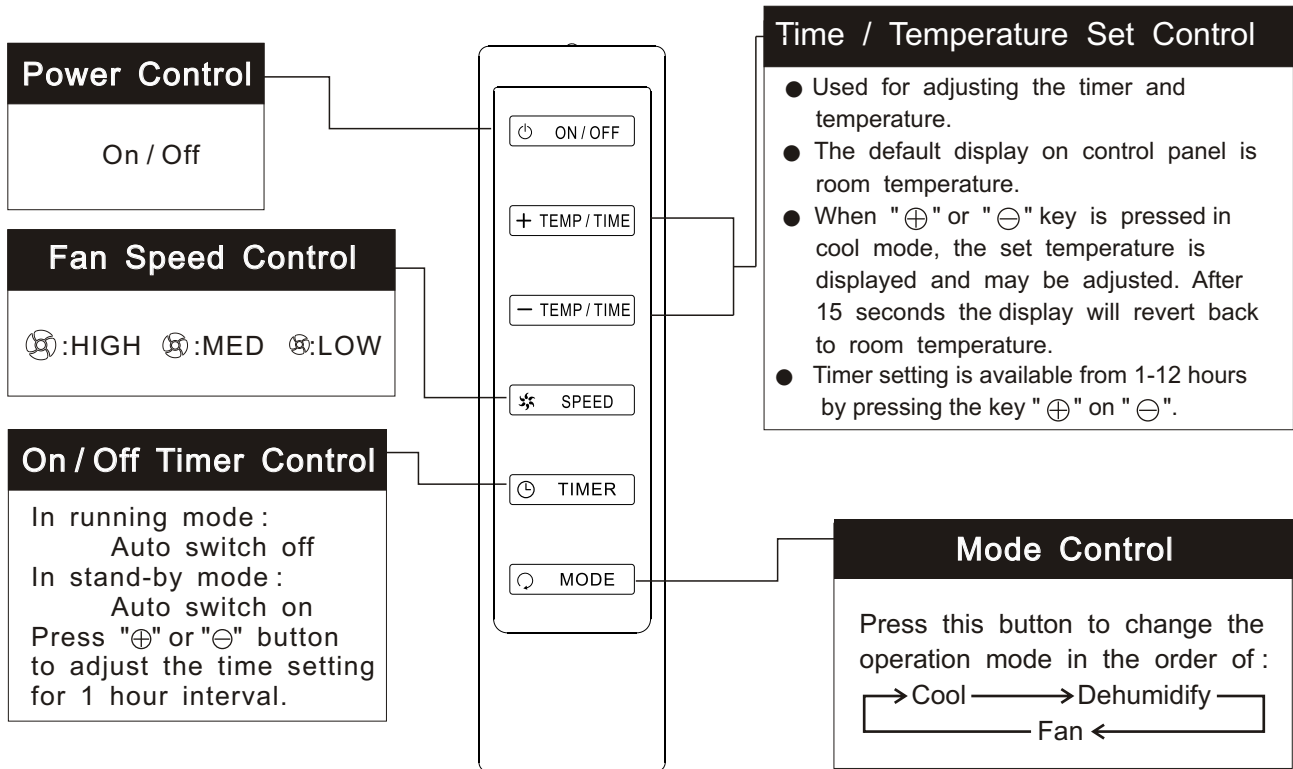 Power Control
On / Off
Fan Speed Control
:HIGH :MED :LOW
On / Off Timer Control
In running mode :
Auto switch off
In stand-by mode :
Auto switch on
Press "⊕" or "⊖" button
to adjust the time setting
for 1 hour interval.
ON / OFF
+ TEMP / TIME
− TEMP / TIME
SPEED
TIMER
MODE
Time / Temperature Set Control
● Used for adjusting the timer and
temperature.
● The default display on control panel is
room temperature.
● When "⊕" or "⊖" key is pressed in
cool mode, the set temperature is
displayed and may be adjusted. After
15 seconds the display will revert back
to room temperature.
● Timer setting is available from 1-12 hours
by pressing the key "⊕" on "⊖".
Mode Control
Press this button to change the
operation mode in the order of :
Cool Dehumidify
Fan